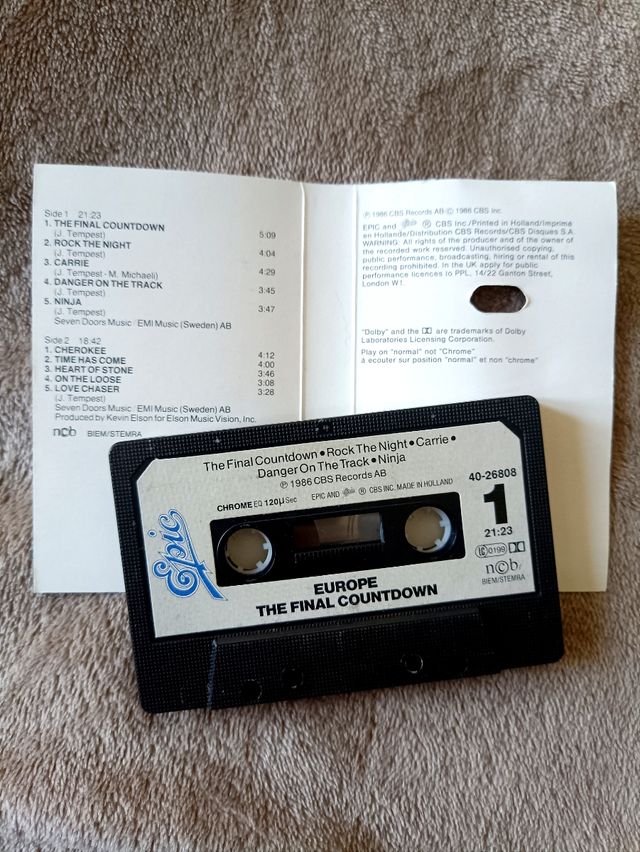 Side 1 21:23
1. THE FINAL COUNTDOWN
(J. Tempest) 5:09
2. ROCK THE NIGHT
(J. Tempest) 4:04
3. CARRIE
(J. Tempest - M. Michaeli) 4:29
4. DANGER ON THE TRACK
(J. Tempest) 3:45
5. NINJA
(J. Tempest) 3:47
Seven Doors Music / EMI Music (Sweden) AB
Side 2 18:42
1. CHEROKEE 4:12
2. TIME HAS COME 4:00
3. HEART OF STONE 3:46
4. ON THE LOOSE 3:08
5. LOVE CHASER 3:28
(J. Tempest)
Seven Doors Music / EMI Music (Sweden) AB
Produced by Kevin Elson for Elson Music Vision, Inc.
n©b BIEM/STEMRA
℗ 1986 CBS Records AB © 1986 CBS Inc.
EPIC and ® CBS Inc./Printed in Holland/Imprimé
en Hollande/Distribution CBS Records/CBS Disques S.A.
WARNING: All rights of the producer and of the owner of
the recorded work reserved. Unauthorised copying,
public performance, broadcasting, hiring or rental of this
recording prohibited. In the UK apply for public
performance licences to PPL, 14/22 Ganton Street,
London W1.
"Dolby" and the are trademarks of Dolby
Laboratories Licensing Corporation.
Play on "normal" not "Chrome"
à écouter sur position "normal" et non "chrome"
The Final Countdown • Rock The Night • Carrie •
Danger On The Track • Ninja
℗ 1986 CBS Records AB
CHROME EQ 120µSec EPIC AND Epic ® CBS INC. MADE IN HOLLAND
40-26808
1
21:23
0199
n©b/
BIEM/STEMRA
Epic
EUROPE
THE FINAL COUNTDOWN